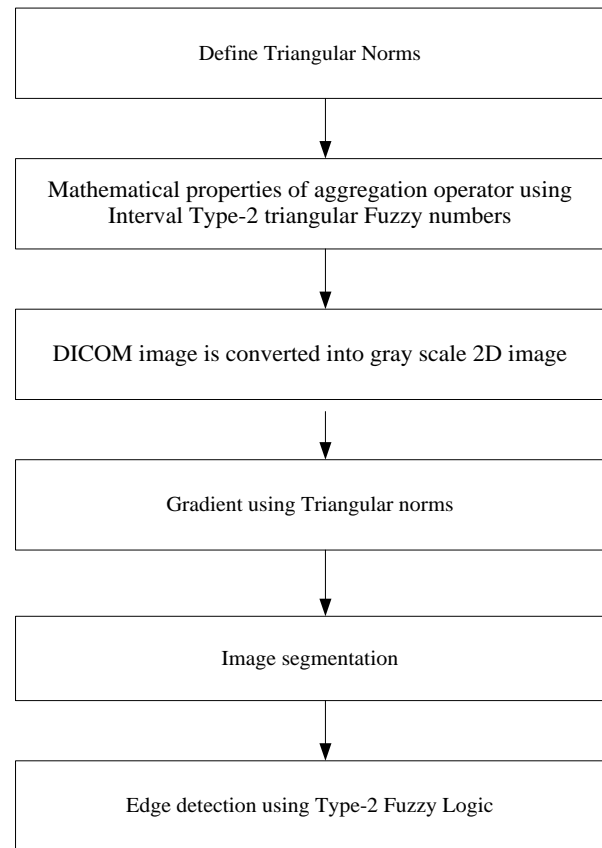 Define Triangular Norms
Mathematical properties of aggregation operator using
Interval Type-2 triangular Fuzzy numbers
DICOM image is converted into gray scale 2D image
Gradient using Triangular norms
Image segmentation
Edge detection using Type-2 Fuzzy Logic